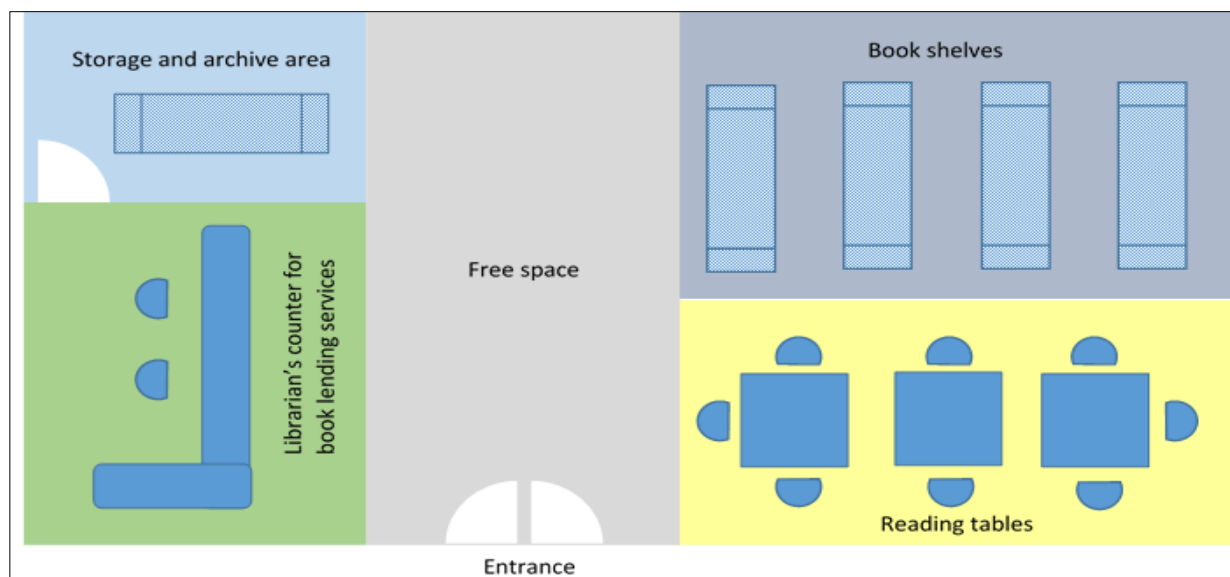 Storage and archive area
Book shelves
Free space
Librarian's counter for
book lending services
Reading tables
Entrance